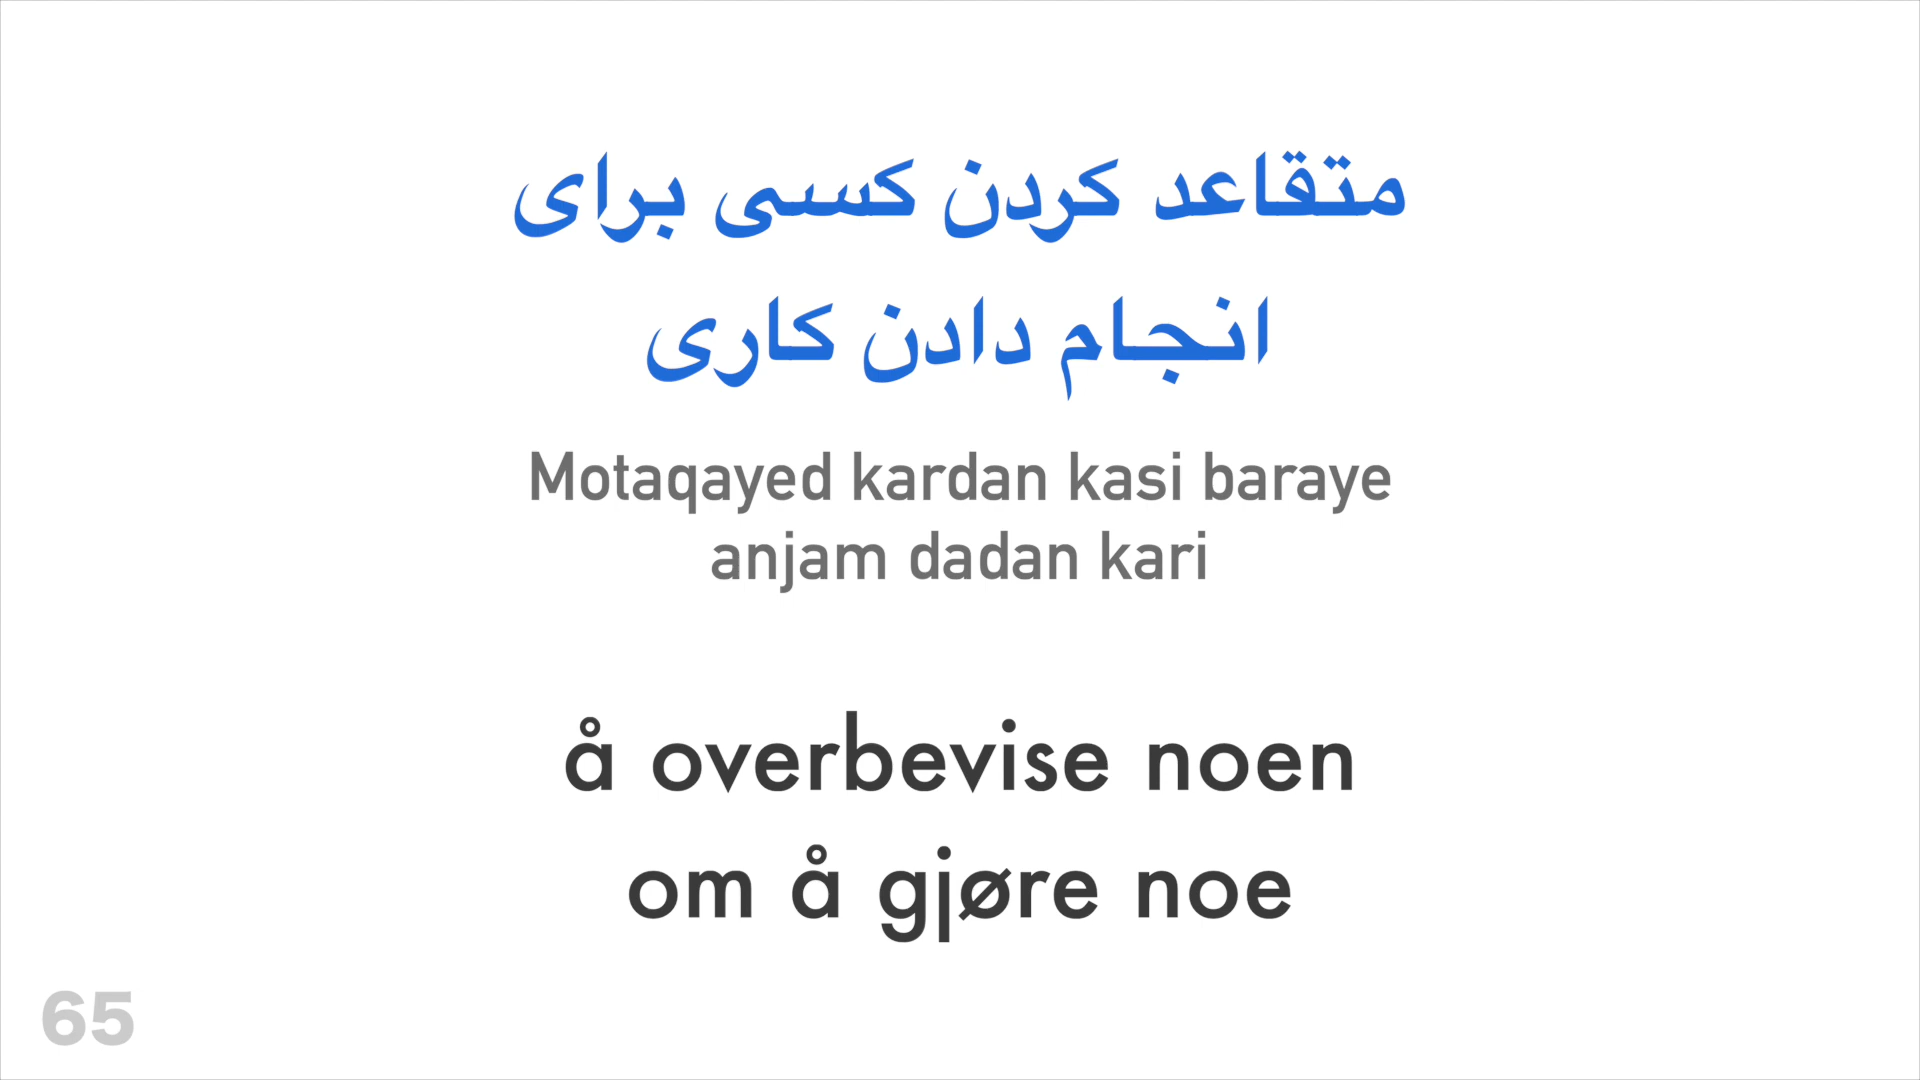 متقاعد کردن کسی برای
انجام دادن کاری
Motaqayed kardan kasi baraye
anjam dadan kari
å overbevise noen
om å gjøre noe
65